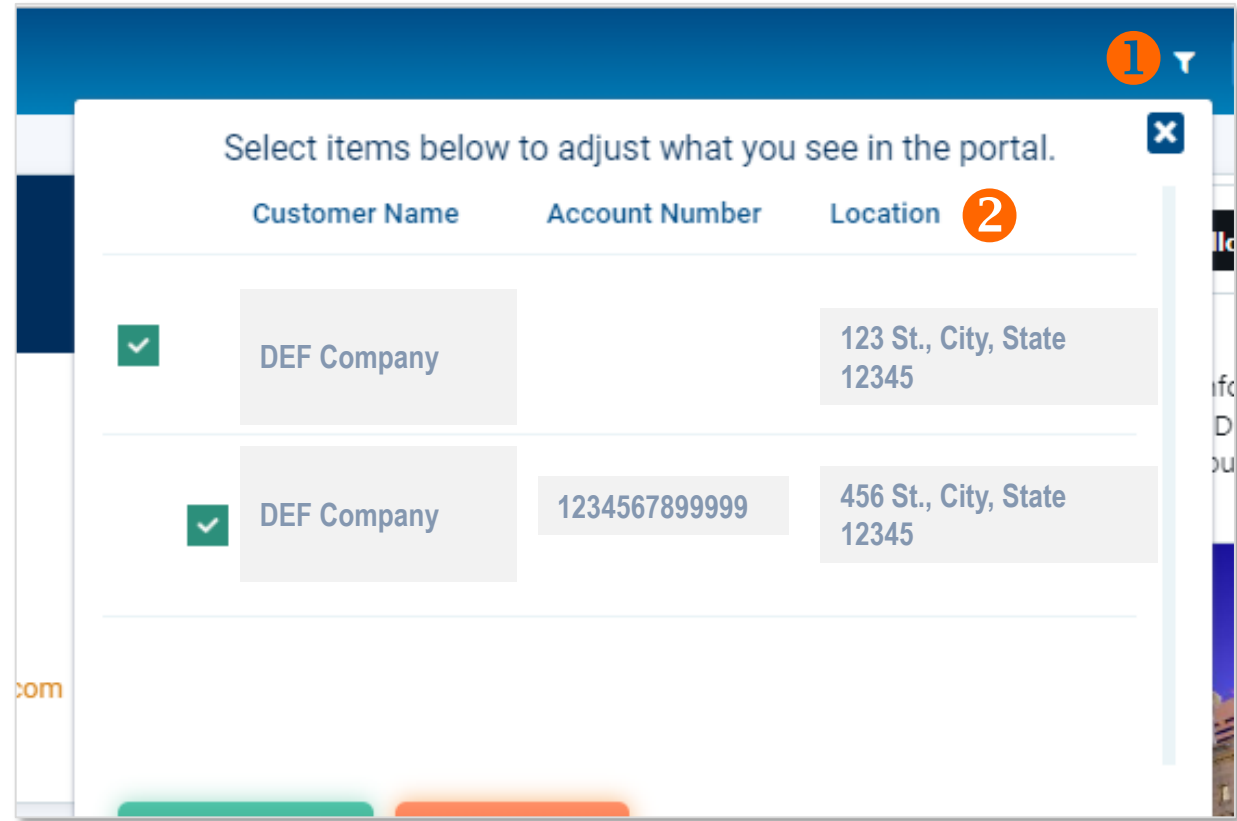 1
Select items below to adjust what you see in the portal.
Customer Name Account Number Location 2
DEF Company 123 St., City, State
12345
DEF Company 1234567899999 456 St., City, State
12345
com